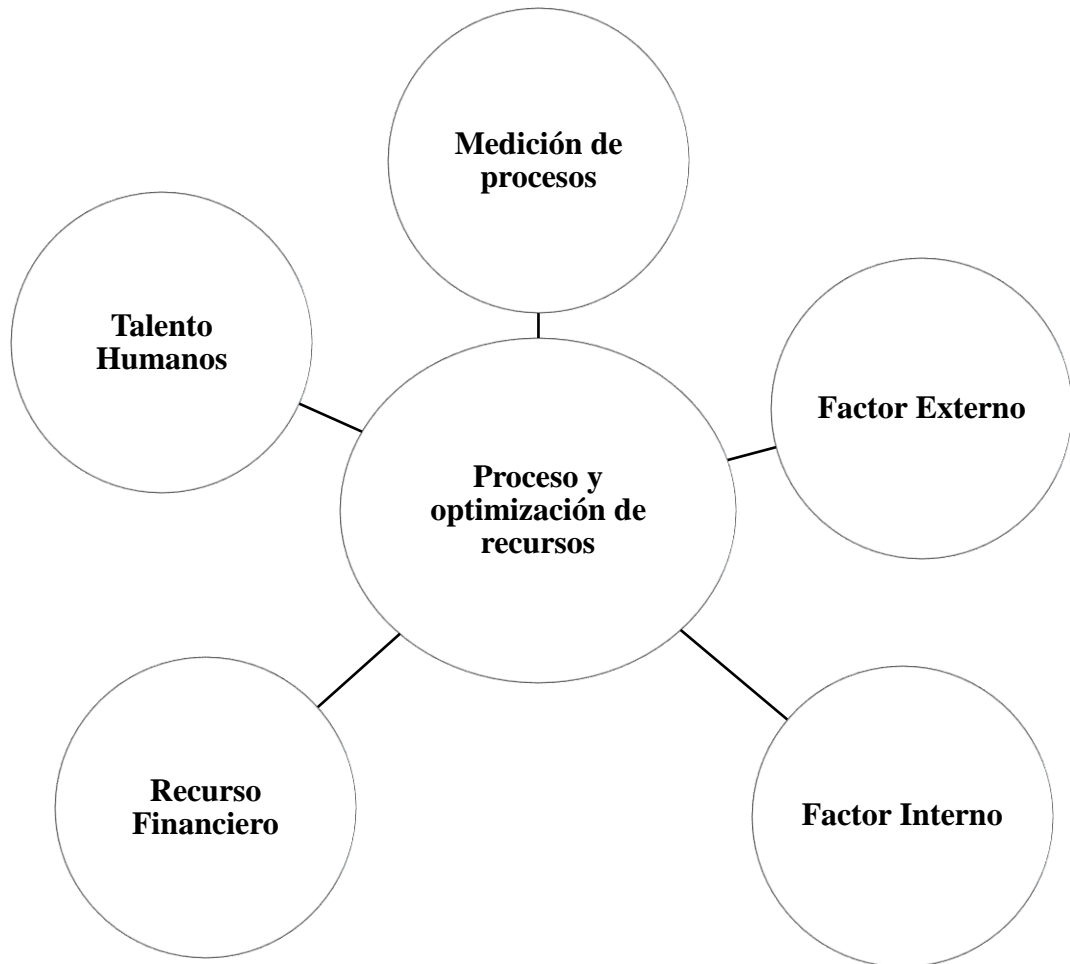 Medición de
procesos
Talento
Humanos
Factor Externo
Proceso y
optimización de
recursos
Recurso
Financiero
Factor Interno